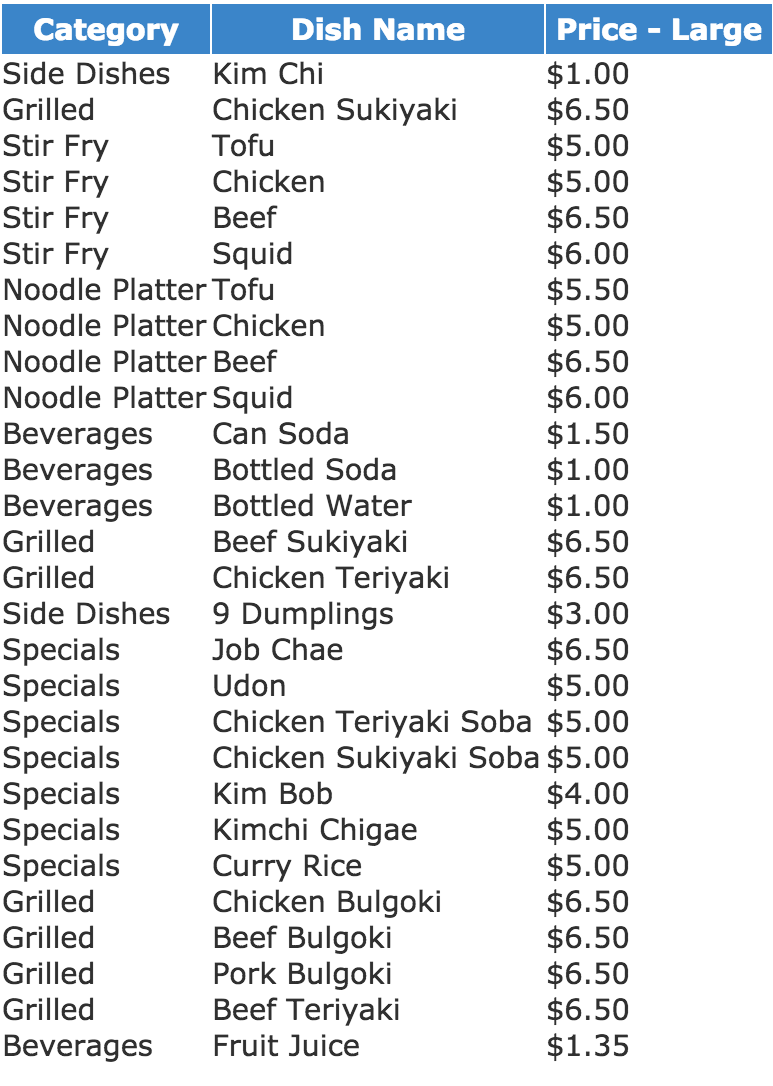 Category Dish Name Price - Large
Side Dishes Kim Chi $1.00
Grilled Chicken Sukiyaki $6.50
Stir Fry Tofu $5.00
Stir Fry Chicken $5.00
Stir Fry Beef $6.50
Stir Fry Squid $6.00
Noodle Platter Tofu $5.50
Noodle Platter Chicken $5.00
Noodle Platter Beef $6.50
Noodle Platter Squid $6.00
Beverages Can Soda $1.50
Beverages Bottled Soda $1.00
Beverages Bottled Water $1.00
Grilled Beef Sukiyaki $6.50
Grilled Chicken Teriyaki $6.50
Side Dishes 9 Dumplings $3.00
Specials Job Chae $6.50
Specials Udon $5.00
Specials Chicken Teriyaki Soba $5.00
Specials Chicken Sukiyaki Soba $5.00
Specials Kim Bob $4.00
Specials Kimchi Chigae $5.00
Specials Curry Rice $5.00
Grilled Chicken Bulgoki $6.50
Grilled Beef Bulgoki $6.50
Grilled Pork Bulgoki $6.50
Grilled Beef Teriyaki $6.50
Beverages Fruit Juice $1.35